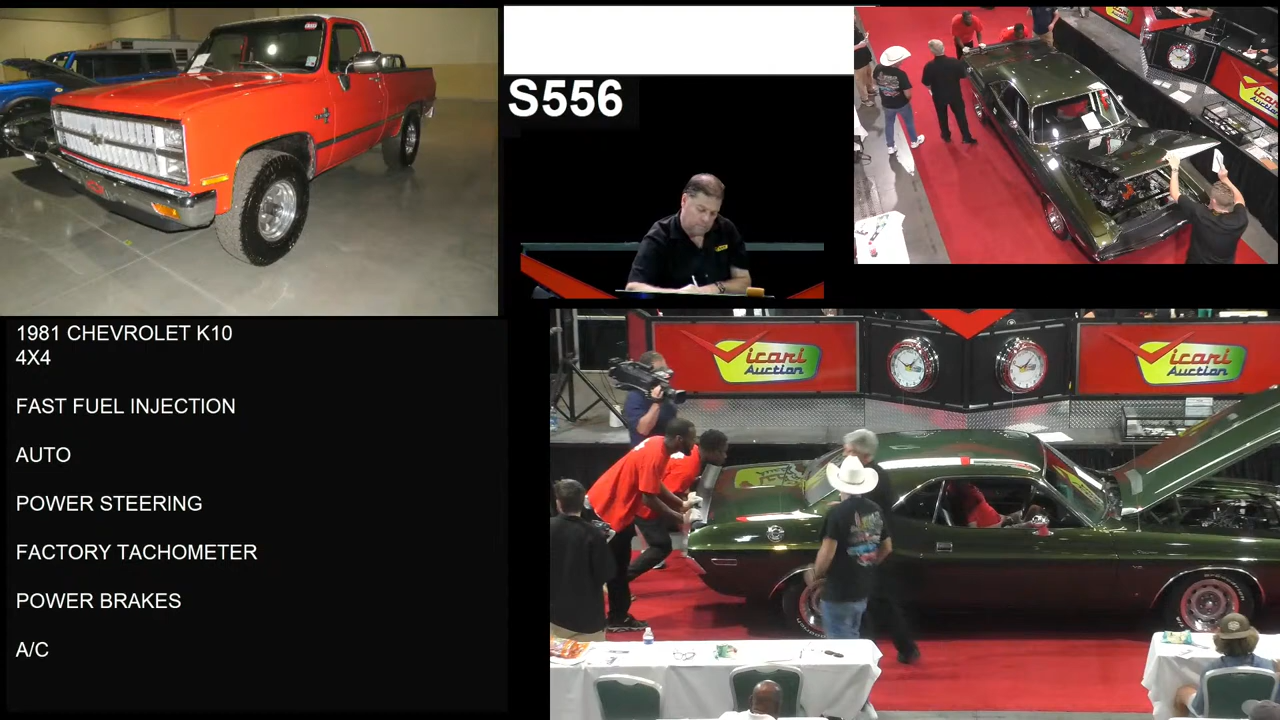 S556
1981 CHEVROLET K10
4X4
FAST FUEL INJECTION
AUTO
POWER STEERING
FACTORY TACHOMETER
POWER BRAKES
A/C
Vicari
Auction
Vicari
Auction
Vicari
Auction